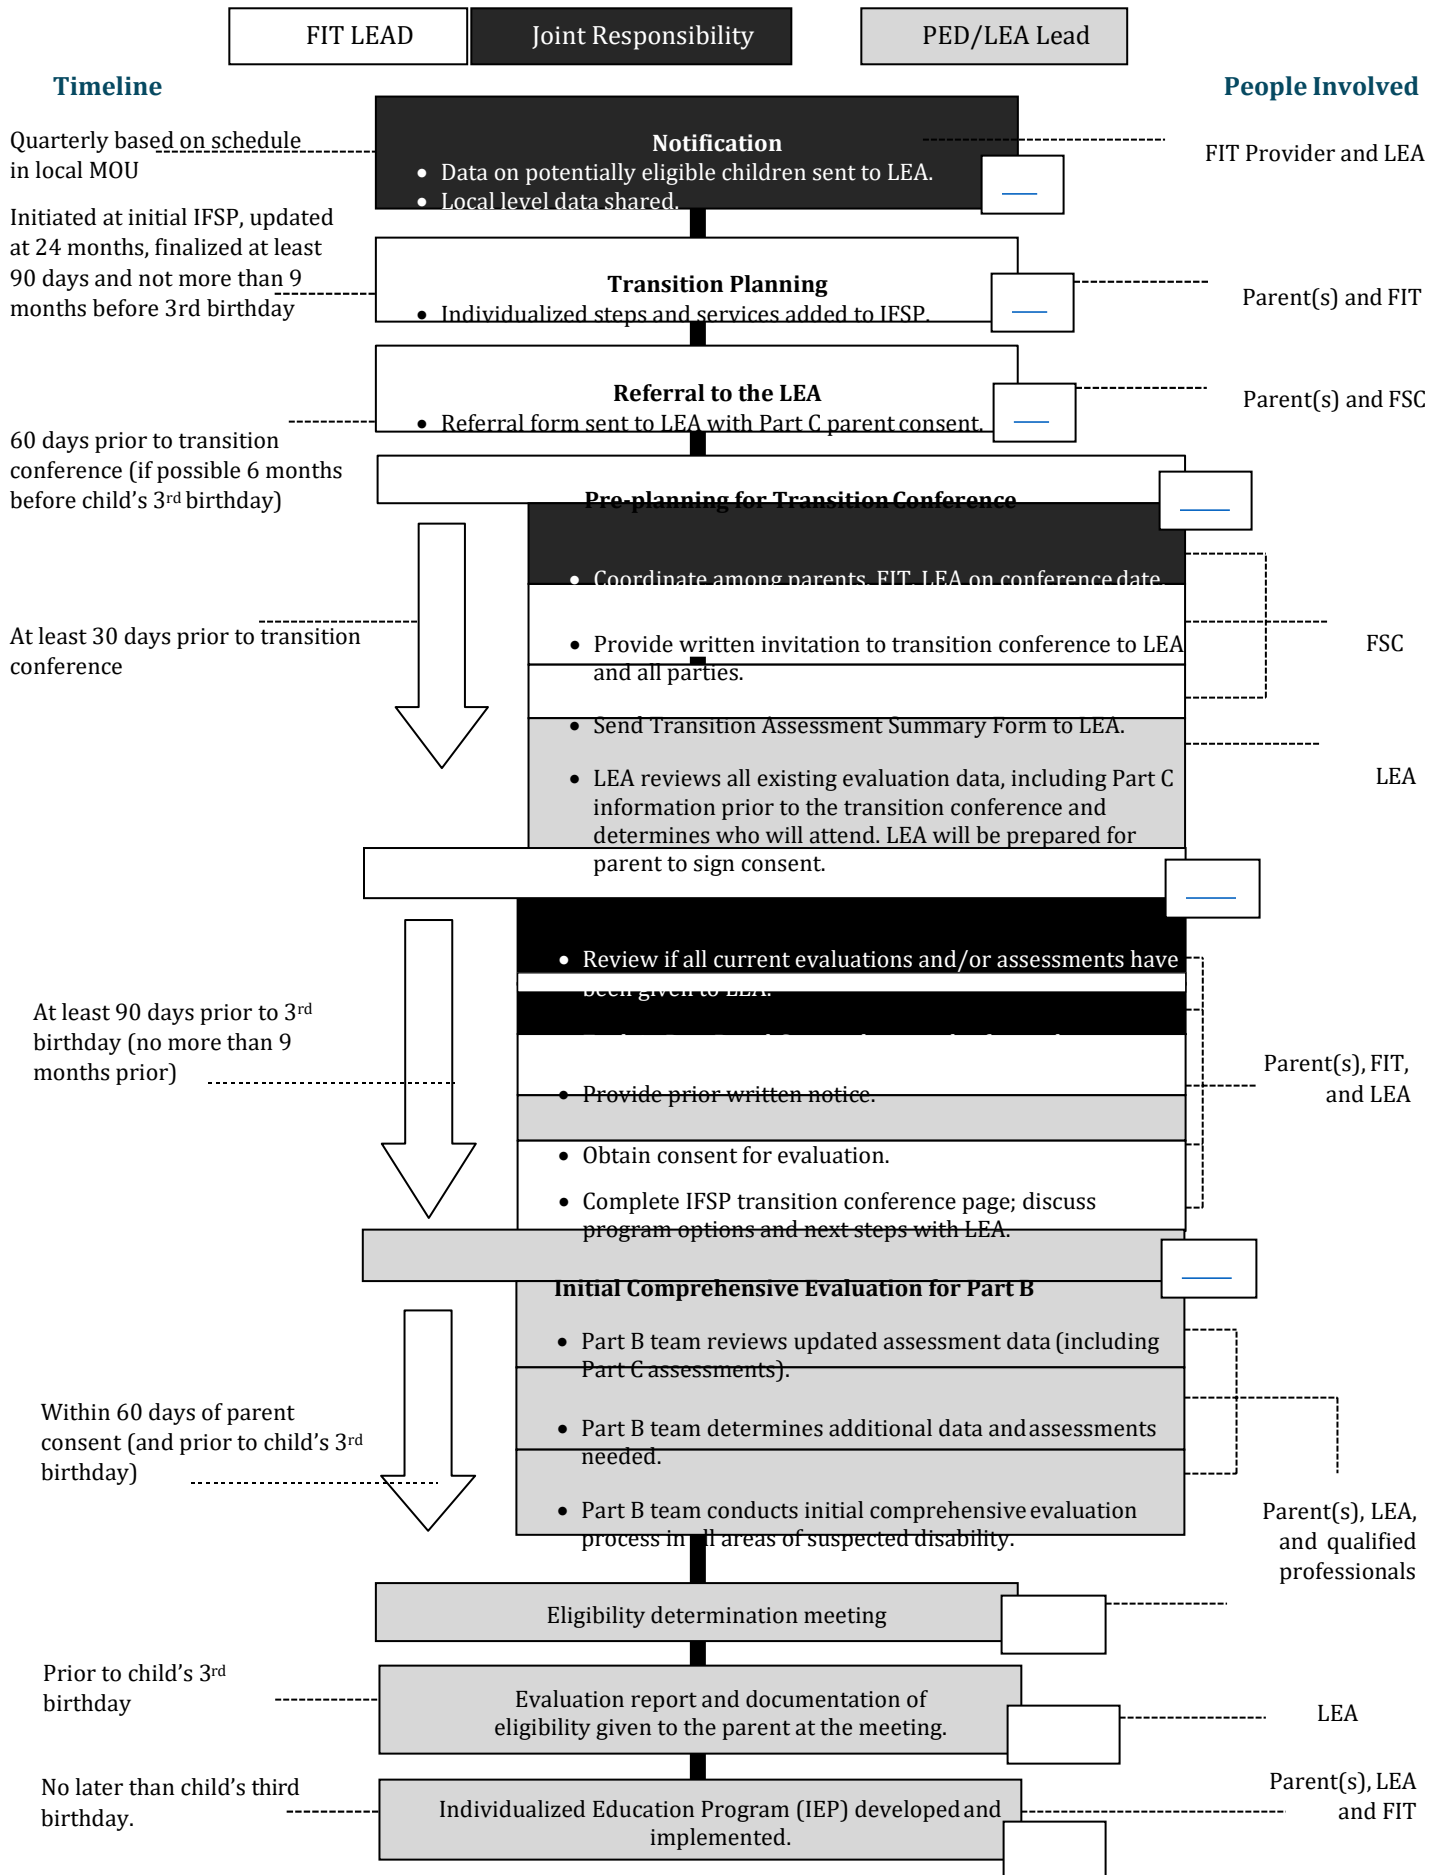 FIT LEAD
Joint Responsibility
PED/LEA Lead
Timeline
People Involved
Quarterly based on schedule
in local MOU
Notification
• Data on potentially eligible children sent to LEA.
• Local level data shared.
FIT Provider and LEA
Initiated at initial IFSP, updated
at 24 months, finalized at least
90 days and not more than 9
months before 3rd birthday
Transition Planning
• Individualized steps and services added to IFSP.
Parent(s) and FIT
Referral to the LEA
• Referral form sent to LEA with Part C parent consent.
Parent(s) and FSC
60 days prior to transition
conference (if possible 6 months
before child's 3rd birthday)
Pre-planning for Transition Conference
• Coordinate among parents, FIT, LEA on conference date.
At least 30 days prior to transition
conference
• Provide written invitation to transition conference to LEA
and all parties.
FSC
• Send Transition Assessment Summary Form to LEA.
• LEA reviews all existing evaluation data, including Part C
information prior to the transition conference and
determines who will attend. LEA will be prepared for
parent to sign consent.
LEA
• Review if all current evaluations and/or assessments have
been given to LEA.
At least 90 days prior to 3rd
birthday (no more than 9
months prior)
• Provide prior written notice.
• Obtain consent for evaluation.
• Complete IFSP transition conference page; discuss
program options and next steps with LEA.
Parent(s), FIT,
and LEA
Initial Comprehensive Evaluation for Part B
• Part B team reviews updated assessment data (including
Part C assessments).
• Part B team determines additional data and assessments
needed.
• Part B team conducts initial comprehensive evaluation
process in all areas of suspected disability.
Within 60 days of parent
consent (and prior to child's 3rd
birthday)
Parent(s), LEA,
and qualified
professionals
Eligibility determination meeting
Prior to child's 3rd
birthday
Evaluation report and documentation of
eligibility given to the parent at the meeting.
LEA
No later than child's third
birthday.
Individualized Education Program (IEP) developed and
implemented.
Parent(s), LEA
and FIT